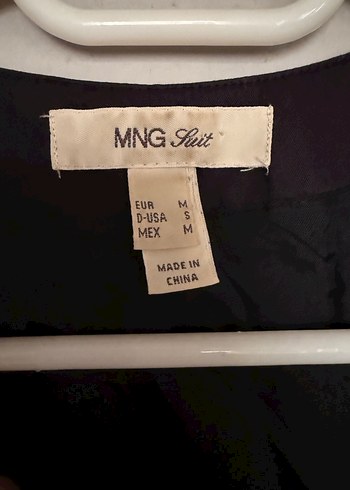 MNG Suit
EUR M
D-USA S
MEX M
MADE IN
CHINA